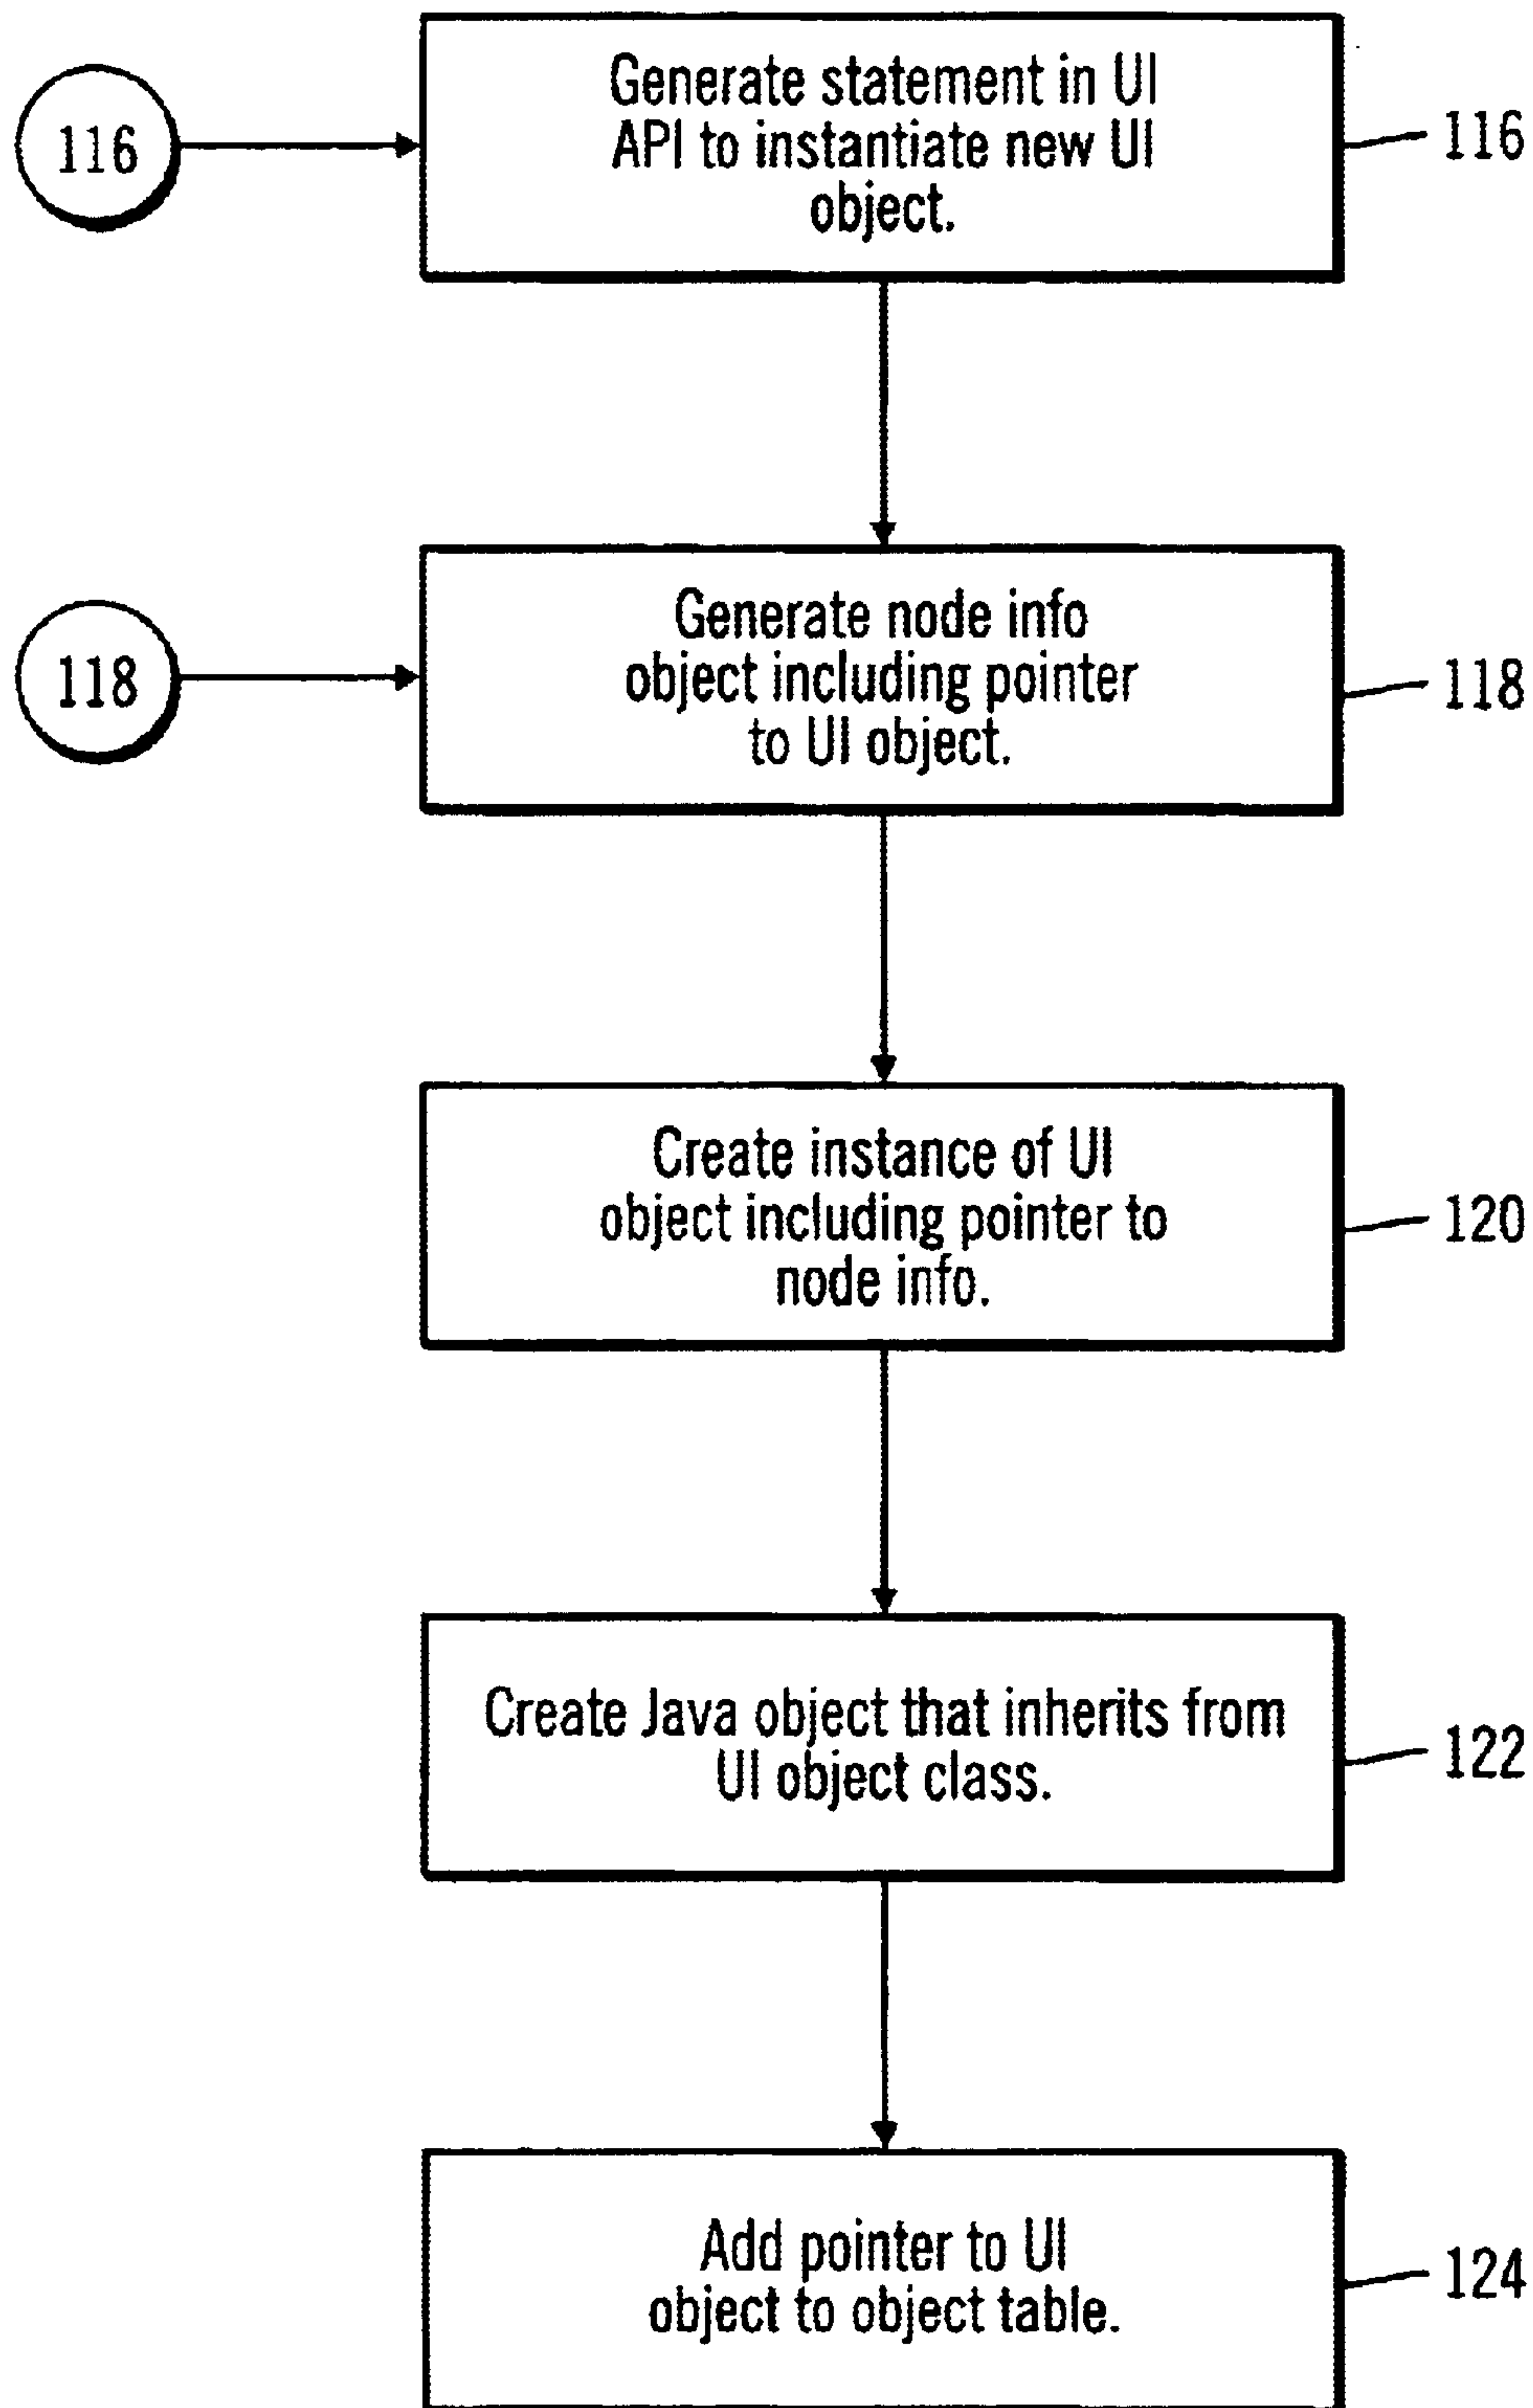 116
Generate statement in UI
API to instantiate new UI
object.
116
118
Generate node info
object including pointer
to UI object.
118
Create instance of UI
object including pointer to
node info.
120
Create Java object that inherits from
UI object class.
122
Add pointer to UI
object to object table.
124